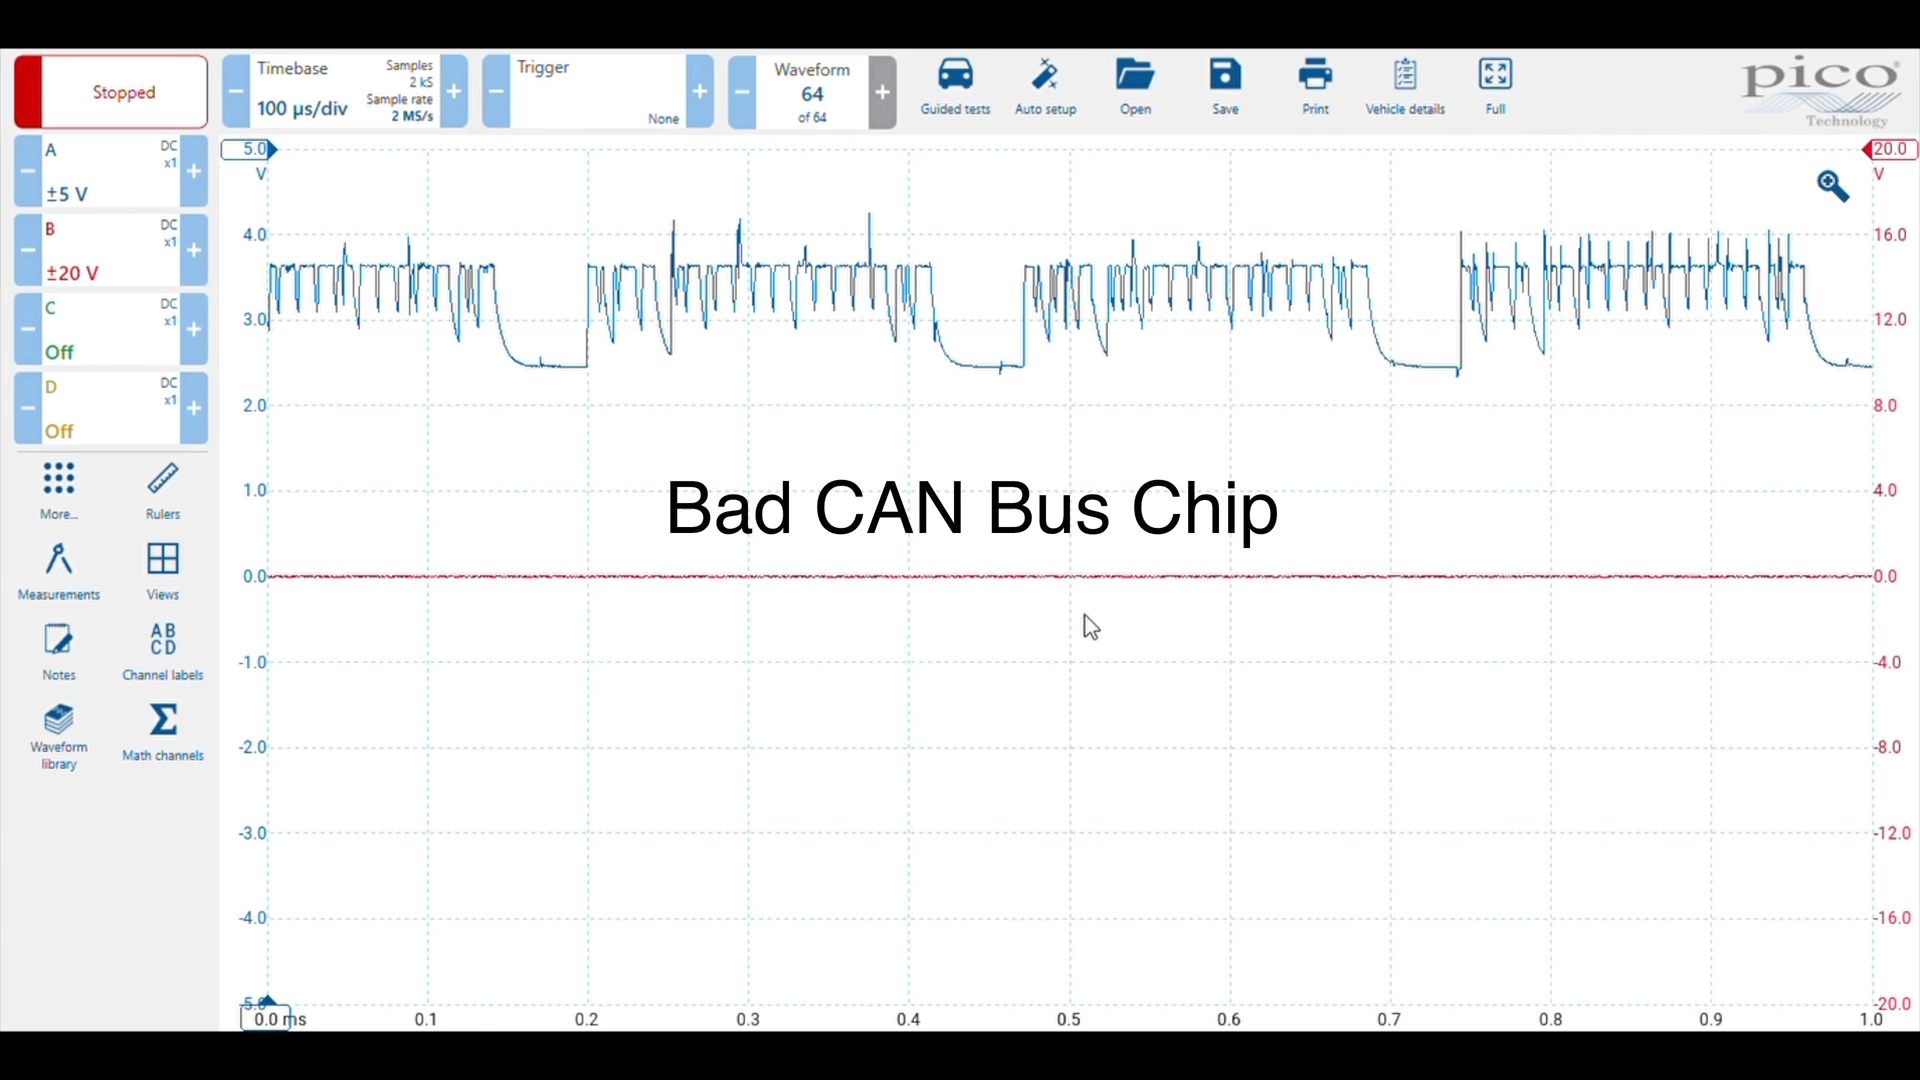 Stopped
Timebase
100 µs/div
Samples
2 kS
Sample rate
2 MS/s
Trigger
None
Waveform
64
of 64
Guided tests
Auto setup
Open
Save
Print
Vehicle details
Full
pico
Technology
A
DC
x1
±5 V
B
DC
x1
±20 V
C
DC
x1
Off
D
DC
x1
Off
More...
Rulers
Measurements
Views
Notes
AB
CD
Channel labels
Waveform
library
Math channels
5.0
V
4.0
3.0
2.0
1.0
0.0
-1.0
-2.0
-3.0
-4.0
-5.0
Bad CAN Bus Chip
20.0
V
16.0
12.0
8.0
4.0
0.0
-4.0
-8.0
-12.0
-16.0
-20.0
0.0 ms
0.1
0.2
0.3
0.4
0.5
0.6
0.7
0.8
0.9
1.0